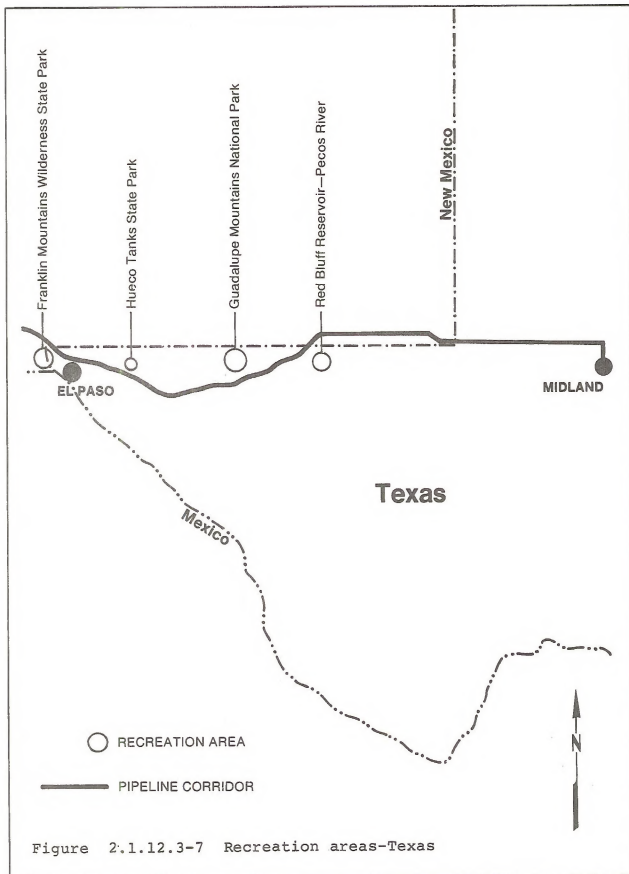 Franklin Mountains Wilderness State Park
Hueco Tanks State Park
Guadalupe Mountains National Park
Red Bluff Reservoir—Pecos River
New Mexico
EL PASO
MIDLAND
Texas
Mexico
N
RECREATION AREA
PIPELINE CORRIDOR
Figure 2.1.12.3-7 Recreation areas-Texas